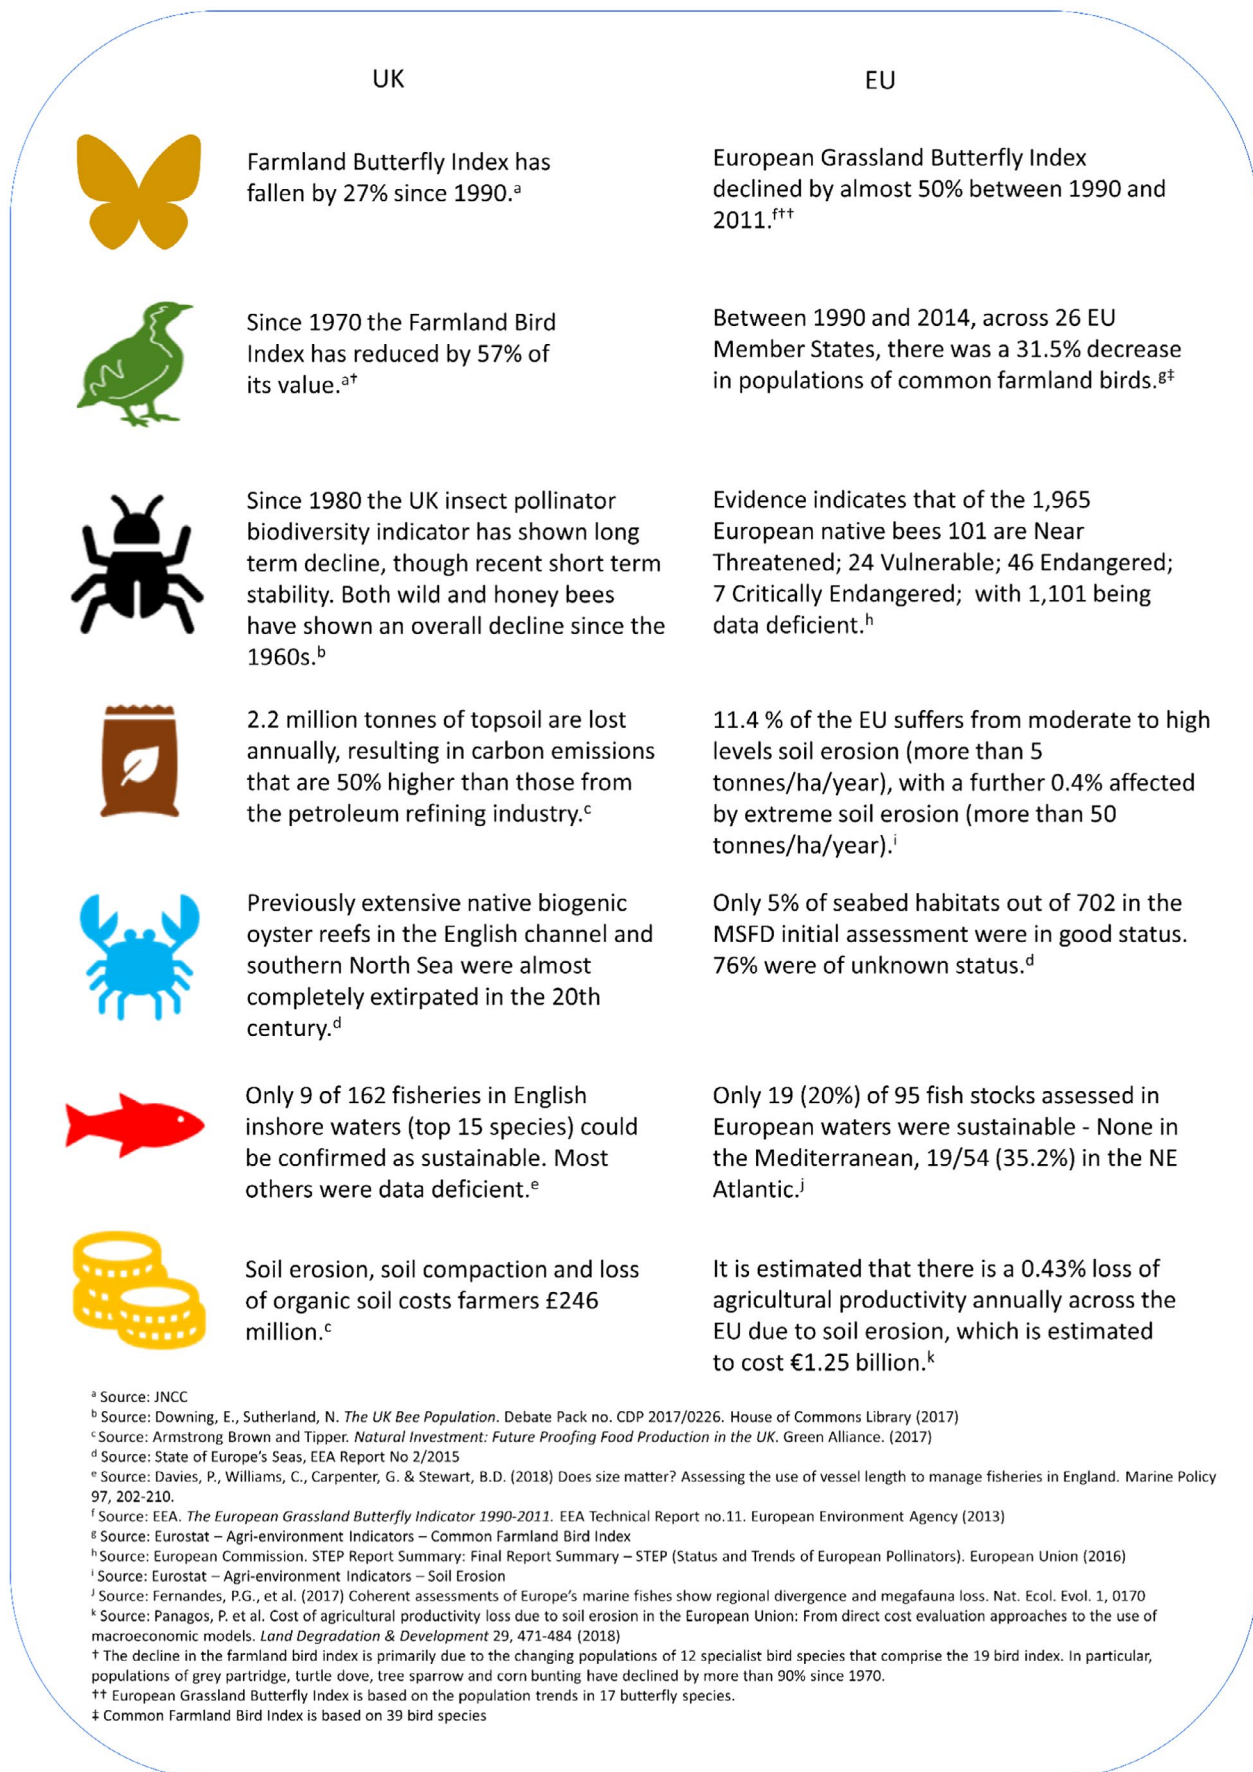 UK
EU
Farmland Butterfly Index has
fallen by 27% since 1990.ᵃ
European Grassland Butterfly Index
declined by almost 50% between 1990 and
2011.ᶠ††
Since 1970 the Farmland Bird
Index has reduced by 57% of
its value.ᵃ†
Between 1990 and 2014, across 26 EU
Member States, there was a 31.5% decrease
in populations of common farmland birds.ᵍ‡
Since 1980 the UK insect pollinator
biodiversity indicator has shown long
term decline, though recent short term
stability. Both wild and honey bees
have shown an overall decline since the
1960s.ᵇ
Evidence indicates that of the 1,965
European native bees 101 are Near
Threatened; 24 Vulnerable; 46 Endangered;
7 Critically Endangered; with 1,101 being
data deficient.ʰ
2.2 million tonnes of topsoil are lost
annually, resulting in carbon emissions
that are 50% higher than those from
the petroleum refining industry.ᶜ
11.4 % of the EU suffers from moderate to high
levels soil erosion (more than 5
tonnes/ha/year), with a further 0.4% affected
by extreme soil erosion (more than 50
tonnes/ha/year).ⁱ
Previously extensive native biogenic
oyster reefs in the English channel and
southern North Sea were almost
completely extirpated in the 20th
century.ᵈ
Only 5% of seabed habitats out of 702 in the
MSFD initial assessment were in good status.
76% were of unknown status.ᵈ
Only 9 of 162 fisheries in English
inshore waters (top 15 species) could
be confirmed as sustainable. Most
others were data deficient.ᵉ
Only 19 (20%) of 95 fish stocks assessed in
European waters were sustainable - None in
the Mediterranean, 19/54 (35.2%) in the NE
Atlantic.ʲ
Soil erosion, soil compaction and loss
of organic soil costs farmers £246
million.ᶜ
It is estimated that there is a 0.43% loss of
agricultural productivity annually across the
EU due to soil erosion, which is estimated
to cost €1.25 billion.ᵏ
ᵃ Source: JNCC
ᵇ Source: Downing, E., Sutherland, N. The UK Bee Population. Debate Pack no. CDP 2017/0226. House of Commons Library (2017)
ᶜ Source: Armstrong Brown and Tipper. Natural Investment: Future Proofing Food Production in the UK. Green Alliance. (2017)
ᵈ Source: State of Europe's Seas, EEA Report No 2/2015
ᵉ Source: Davies, P., Williams, C., Carpenter, G. & Stewart, B.D. (2018) Does size matter? Assessing the use of vessel length to manage fisheries in England. Marine Policy
97, 202-210.
ᶠ Source: EEA. The European Grassland Butterfly Indicator 1990-2011. EEA Technical Report no.11. European Environment Agency (2013)
ᵍ Source: Eurostat – Agri-environment Indicators – Common Farmland Bird Index
ʰ Source: European Commission. STEP Report Summary: Final Report Summary – STEP (Status and Trends of European Pollinators). European Union (2016)
ⁱ Source: Eurostat – Agri-environment Indicators – Soil Erosion
ʲ Source: Fernandes, P.G., et al. (2017) Coherent assessments of Europe's marine fishes show regional divergence and megafauna loss. Nat. Ecol. Evol. 1, 0170
ᵏ Source: Panagos, P. et al. Cost of agricultural productivity loss due to soil erosion in the European Union: From direct cost evaluation approaches to the use of
macroeconomic models. Land Degradation & Development 29, 471-484 (2018)
† The decline in the farmland bird index is primarily due to the changing populations of 12 specialist bird species that comprise the 19 bird index. In particular,
populations of grey partridge, turtle dove, tree sparrow and corn bunting have declined by more than 90% since 1970.
†† European Grassland Butterfly Index is based on the population trends in 17 butterfly species.
‡ Common Farmland Bird Index is based on 39 bird species